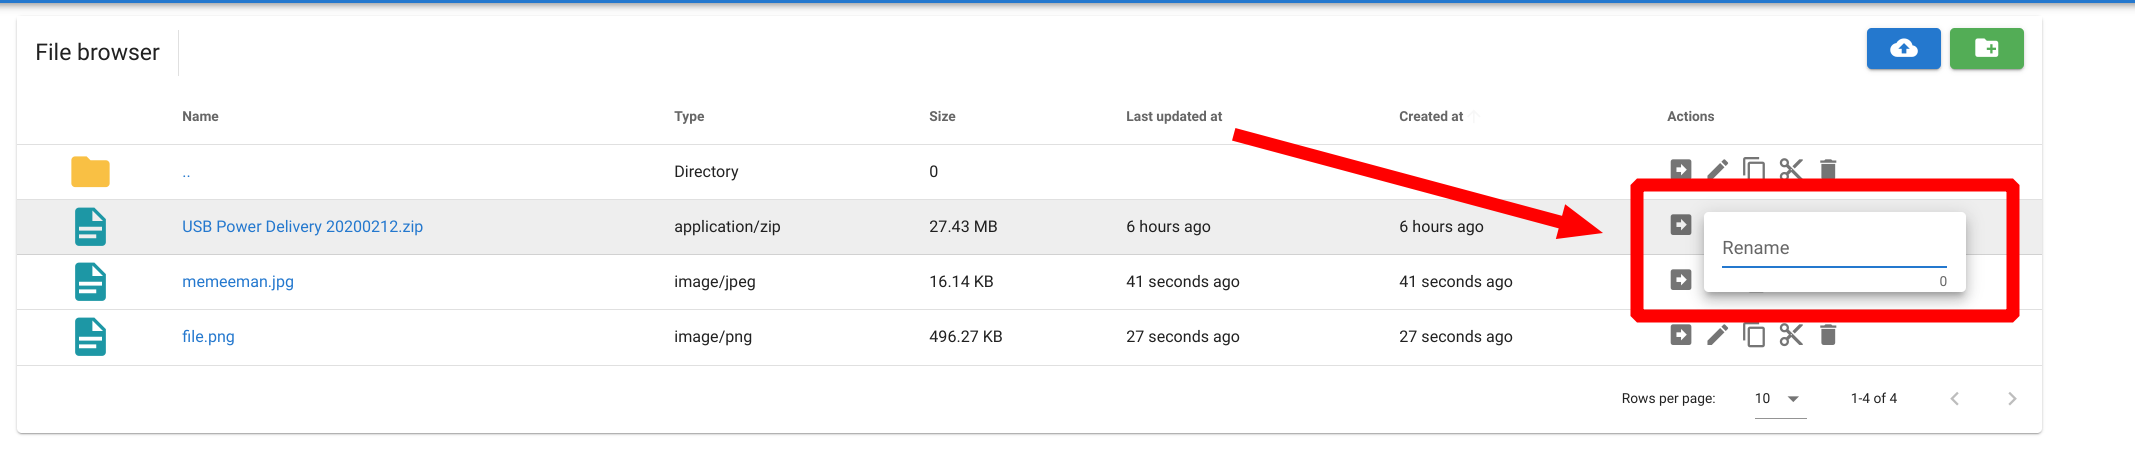 File browser
Name Type Size Last updated at Created at Actions
.. Directory 0
USB Power Delivery 20200212.zip application/zip 27.43 MB 6 hours ago 6 hours ago
Rename
memeeman.jpg image/jpeg 16.14 KB 41 seconds ago 41 seconds ago 0
file.png image/png 496.27 KB 27 seconds ago 27 seconds ago
Rows per page: 10 1-4 of 4